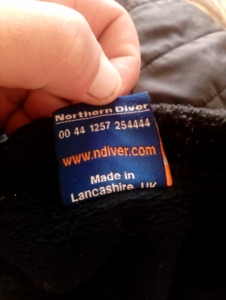 Northern Diver
00 44 1257 254444
www.ndiver.com
Made in
Lancashire, UK